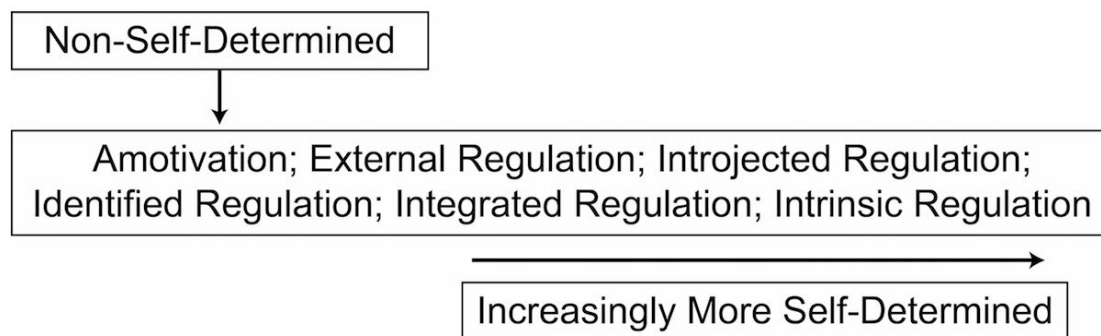 Non-Self-Determined
Amotivation; External Regulation; Introjected Regulation;
Identified Regulation; Integrated Regulation; Intrinsic Regulation
Increasingly More Self-Determined